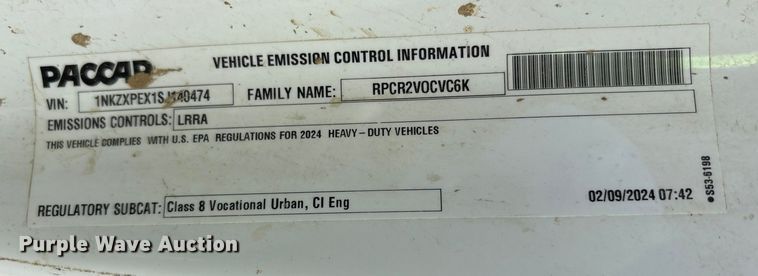 PACCAR
VEHICLE EMISSION CONTROL INFORMATION
VIN: 1NKZXPEX1SJ140474 FAMILY NAME: RPCR2VOCVC6K
EMISSIONS CONTROLS: LRRA
THIS VEHICLE COMPLIES WITH U.S. EPA REGULATIONS FOR 2024 HEAVY-DUTY VEHICLES
S53-6198
REGULATORY SUBCAT: Class 8 Vocational Urban, CI Eng
02/09/2024 07:42
Purple Wave Auction